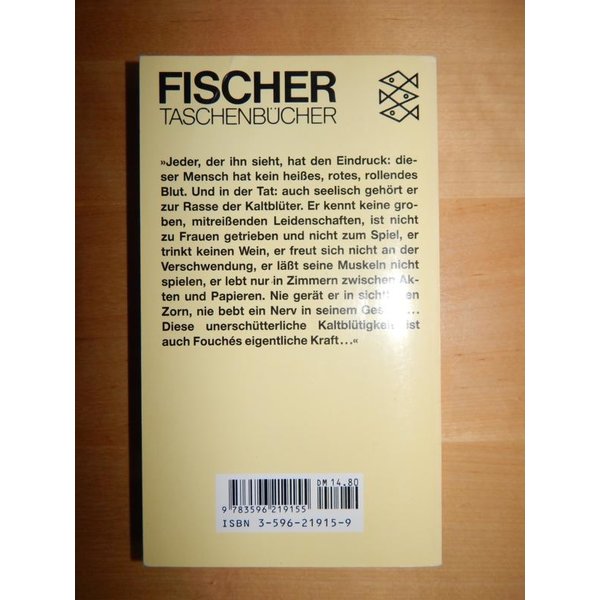 FISCHER
TASCHENBÜCHER
»Jeder, der ihn sieht, hat den Eindruck: die-
ser Mensch hat kein heißes, rotes, rollendes
Blut. Und in der Tat: auch seelisch gehört er
zur Rasse der Kaltblüter. Er kennt keine gro-
ben, mitreißenden Leidenschaften, ist nicht
zu Frauen getrieben und nicht zum Spiel, er
trinkt keinen Wein, er freut sich nicht an der
Verschwendung, er läßt seine Muskeln nicht
spielen, er lebt nur in Zimmern zwischen Ak-
ten und Papieren. Nie gerät er in
Zorn, nie bebt ein Nerv in seinem
Diese unerschütterliche Kaltblütigkeit ist
auch Fouchés eigentliche Kraft...«
DM 14.80
9 783596 219155
ISBN 3-596-21915-9